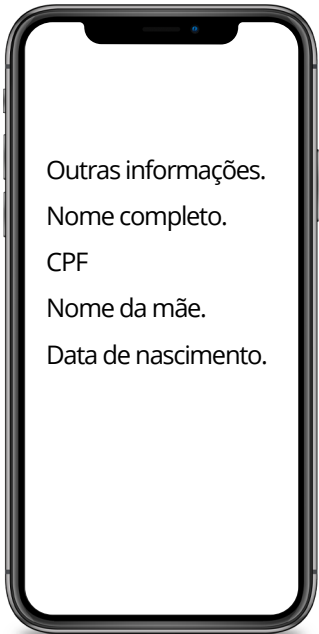 Outras informações.
Nome completo.
CPF
Nome da mãe.
Data de nascimento.